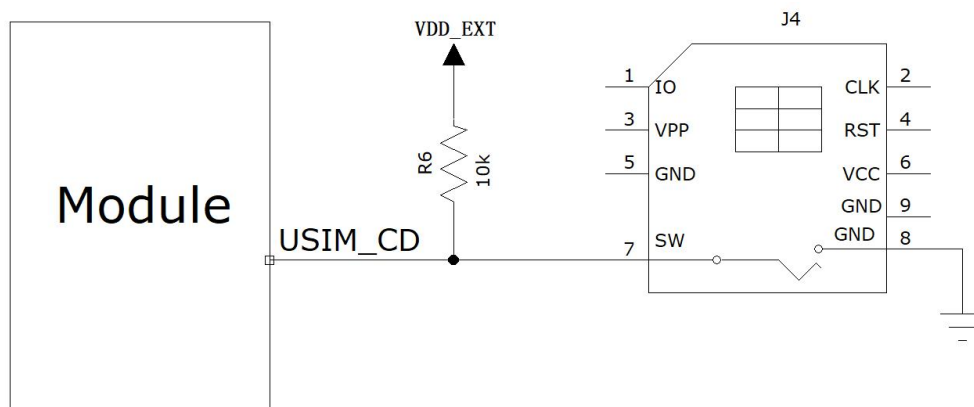 J4
VDD_EXT
1
IO
CLK
2
3
VPP
RST
4
R6
10k
5
GND
VCC
6
Module
GND
9
USIM_CD
7
SW
GND
8